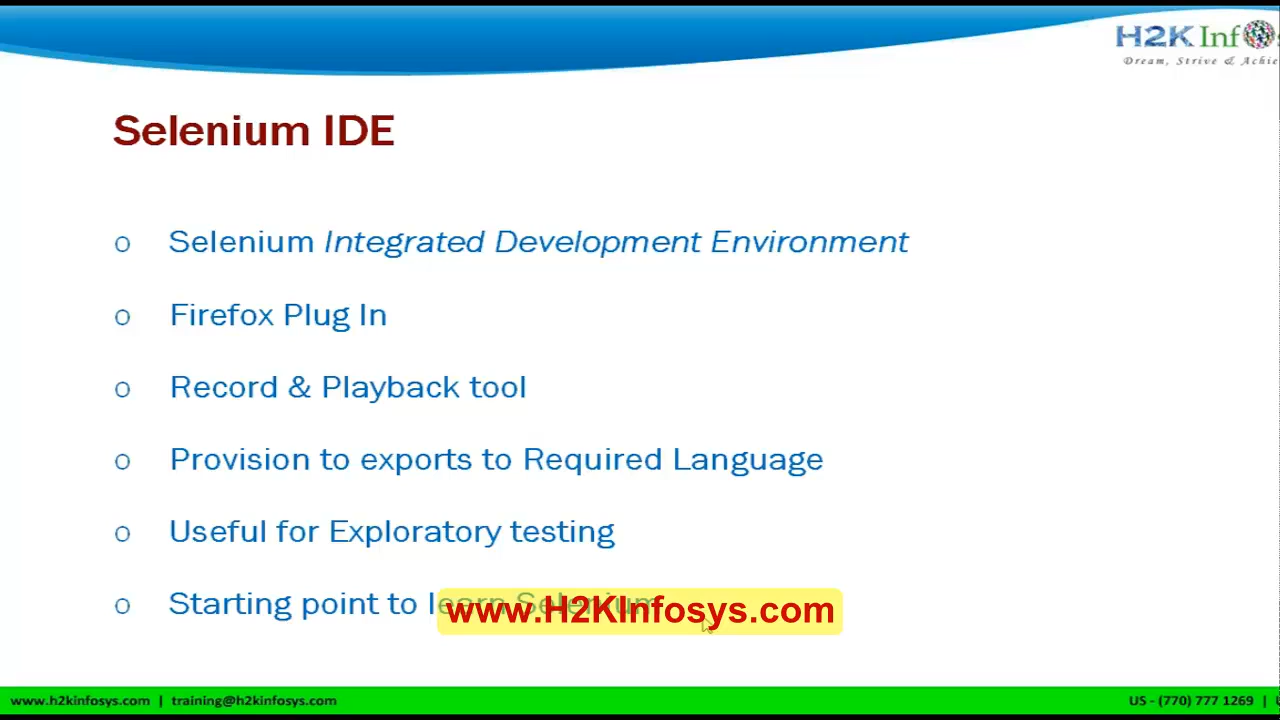 H2K Inf
Dream, Strive & Achie
Selenium IDE
o Selenium Integrated Development Environment
o Firefox Plug In
o Record & Playback tool
o Provision to exports to Required Language
o Useful for Exploratory testing
o Starting point to learn Selenium
www.H2KInfosys.com
www.h2kinfosys.com | training@h2kinfosys.com
US - (770) 777 1269 |